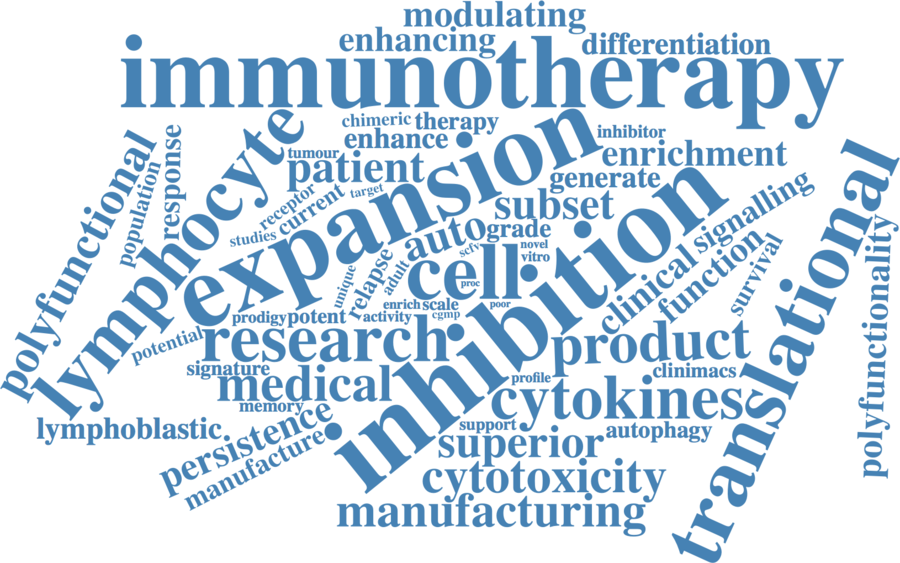 modulating
enhancing
differentiation
immunotherapy
chimeric
therapy
enhance
inhibitor
polyfunctional
population
response
lymphocyte
tumour
patient
expansion
enrichment
generate
target
receptor
current
studies
subset
auto
grade
scfv
novel
vitro
cell
proc
inhibition
clinical
signalling
function
survival
translational
polyfunctionality
unique
relapse
adult
enrich
scale
poor
activity
cgmp
prodigy
potent
potential
research
product
signature
medical
clinimacs
profile
memory
cytokines
lymphoblastic
persistence
manufacture
support
autophagy
superior
cytotoxicity
manufacturing